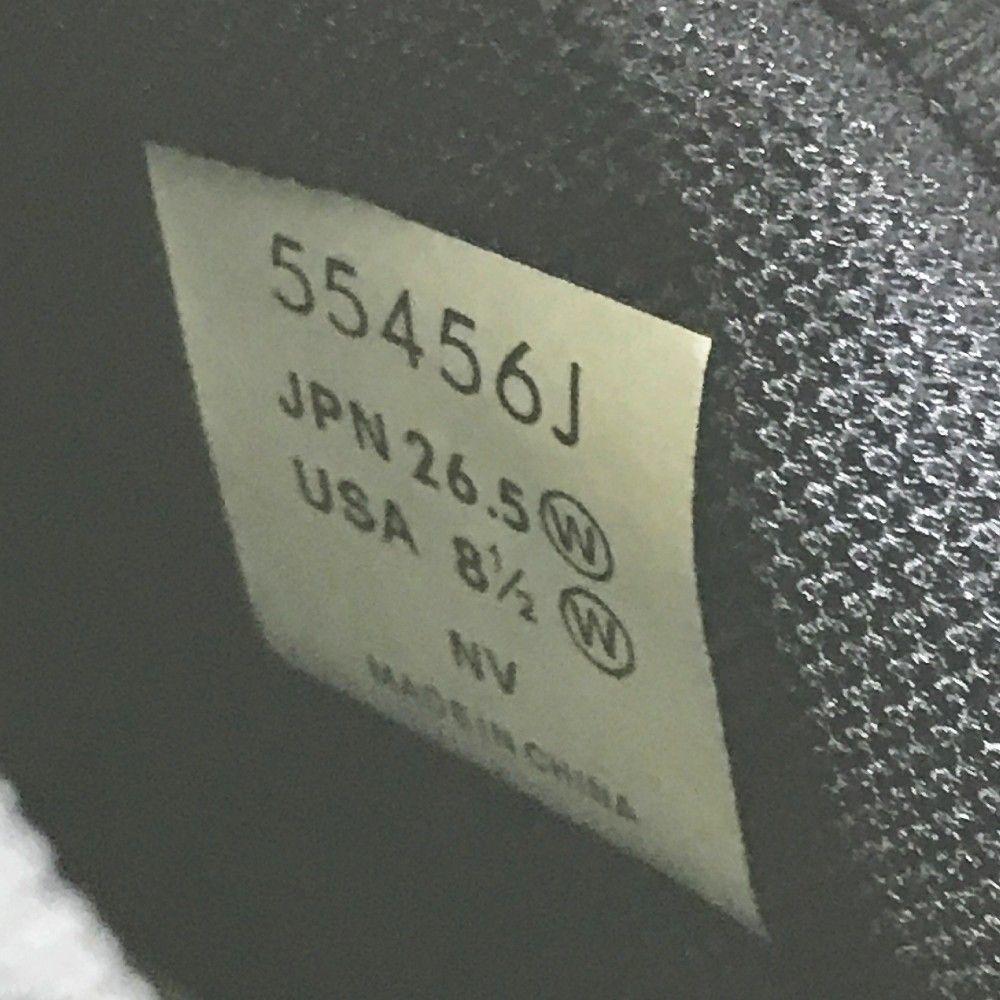 55456J
JPN 26.5 Ⓦ
USA 8½ Ⓦ
NV
MADE IN CHINA